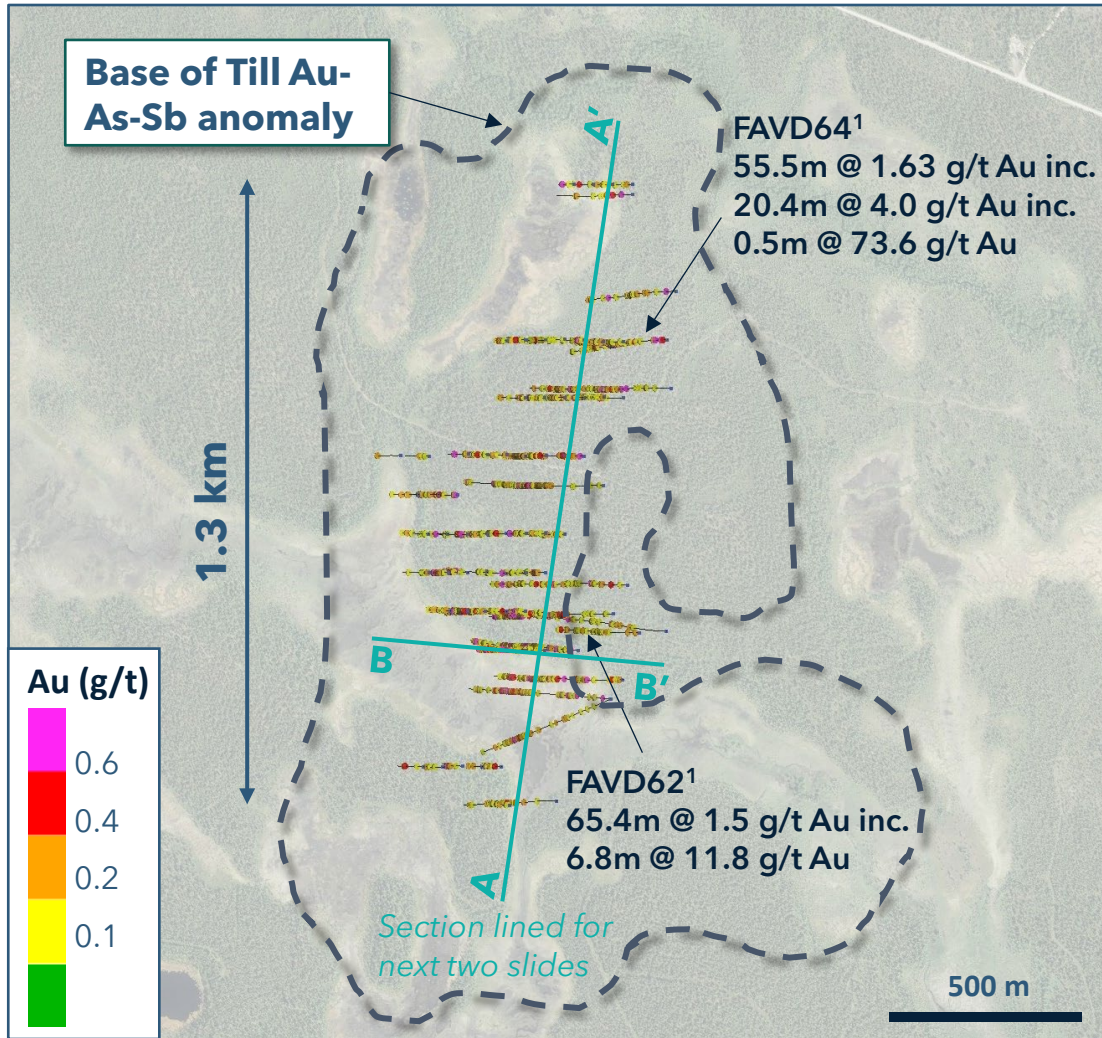 Base of Till Au-
As-Sb anomaly
A'
FAVD64¹
55.5m @ 1.63 g/t Au inc.
20.4m @ 4.0 g/t Au inc.
0.5m @ 73.6 g/t Au
1.3 km
B
B'
Au (g/t)
0.6
0.4
0.2
0.1
FAVD62¹
65.4m @ 1.5 g/t Au inc.
6.8m @ 11.8 g/t Au
A
Section lined for
next two slides
500 m